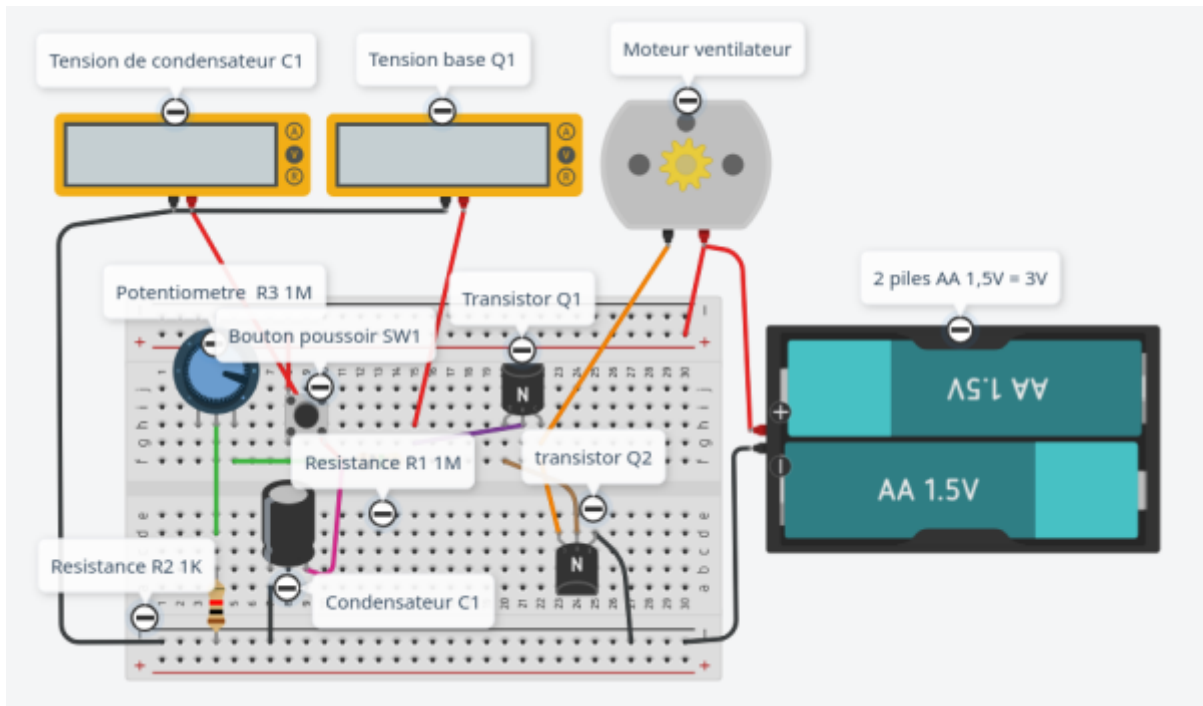 Tension de condensateur C1
Tension base Q1
Moteur ventilateur
A
V
R
A
V
R
2 piles AA 1,5V = 3V
Potentiometre R3 1M
Bouton poussoir SW1
Transistor Q1
N
Resistance R1 1M
transistor Q2
N
AA 1.5V
AA 1.5V
Resistance R2 1K
Condensateur C1